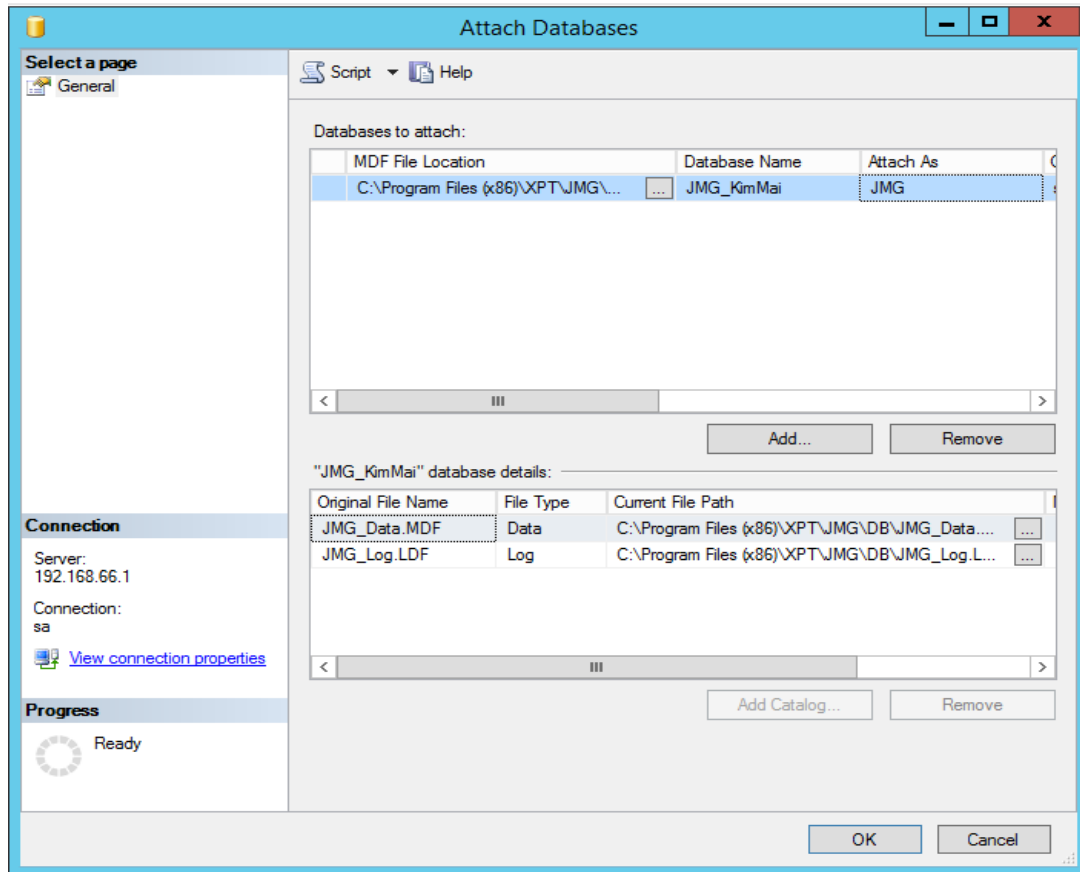 Attach Databases
Select a page
General
Script Help
Databases to attach:
MDF File Location Database Name Attach As
C:\Program Files (x86)\XPT\JMG\... ... JMG_KimMai JMG
Add... Remove
"JMG_KimMai" database details:
Original File Name File Type Current File Path
JMG_Data.MDF Data C:\Program Files (x86)\XPT\JMG\DB\JMG_Data.... ...
JMG_Log.LDF Log C:\Program Files (x86)\XPT\JMG\DB\JMG_Log.L... ...
Add Catalog... Remove
Connection
Server:
192.168.66.1
Connection:
sa
View connection properties
Progress
Ready
OK Cancel